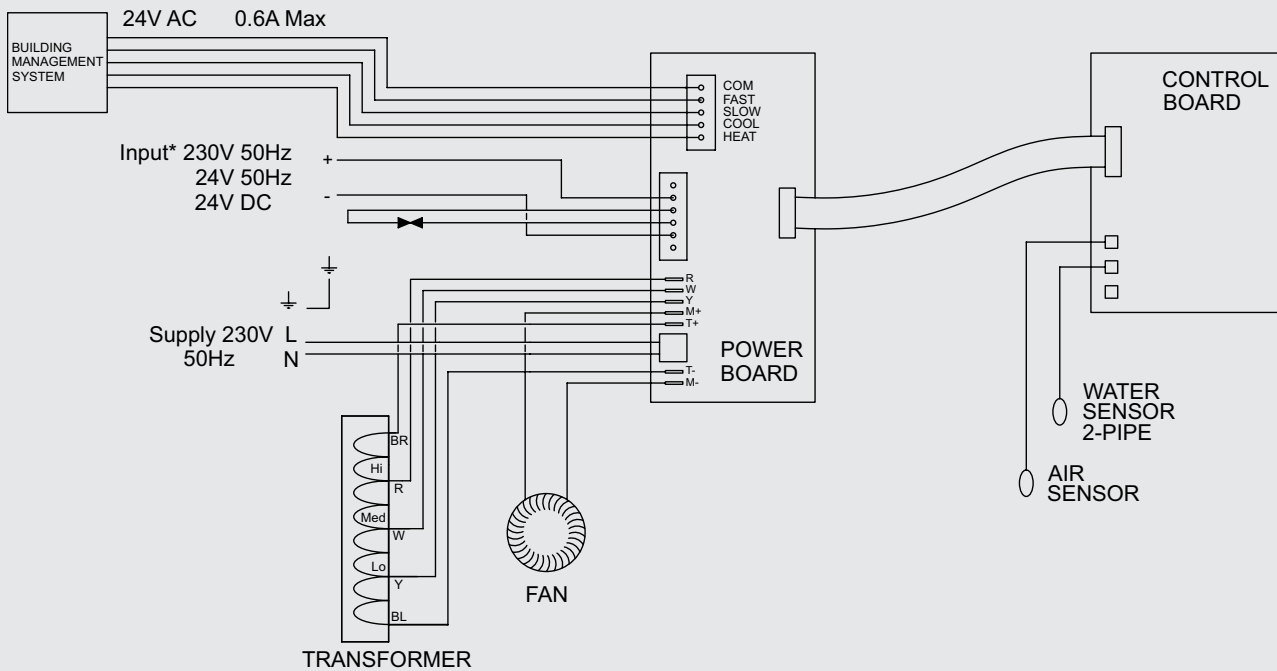 24V AC 0.6A Max
BUILDING
MANAGEMENT
SYSTEM
COM
FAST
SLOW
COOL
HEAT
CONTROL
BOARD
Input* 230V 50Hz +
24V 50Hz
24V DC -
R
W
Y
M+
T+
Supply 230V L
50Hz N
POWER
BOARD
T-
M-
WATER
SENSOR
2-PIPE
AIR
SENSOR
BR
Hi
R
Med
W
Lo
Y
BL
FAN
TRANSFORMER